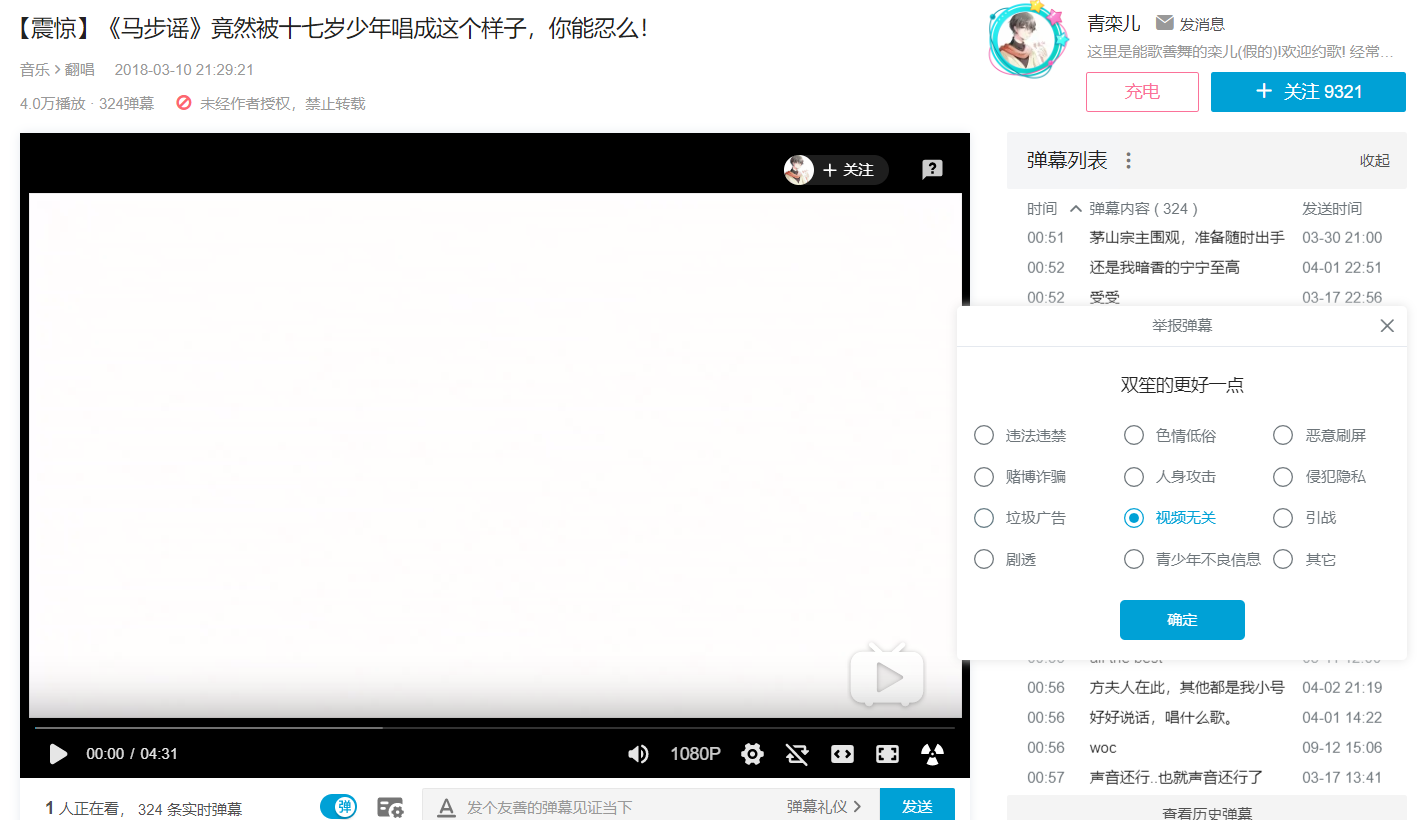 【震惊】《马步谣》竟然被十七岁少年唱成这个样子，你能忍么！
音乐 > 翻唱 2018-03-10 21:29:21
4.0万播放 · 324弹幕 未经作者授权，禁止转载
青栾儿 发消息
这里是能歌善舞的栾儿(假的)!欢迎约歌! 经常...
充电 + 关注 9321
+ 关注
弹幕列表 收起
时间 弹幕内容 ( 324 ) 发送时间
00:51 茅山宗主围观，准备随时出手 03-30 21:00
00:52 还是我暗香的宁宁至高 04-01 22:51
00:52 受受 03-17 22:56
举报弹幕
双笙的更好一点
违法违禁 色情低俗 恶意刷屏
赌博诈骗 人身攻击 侵犯隐私
垃圾广告 视频无关 引战
剧透 青少年不良信息 其它
确定
all the best
00:56 方夫人在此，其他都是我小号 04-02 21:19
00:56 好好说话，唱什么歌。 04-01 14:22
00:56 woc 09-12 15:06
00:57 声音还行..也就声音还行了 03-17 13:41
查看历史弹幕
00:00 / 04:31 1080P
1 人正在看， 324 条实时弹幕 弹 A 发个友善的弹幕见证当下 弹幕礼仪 > 发送